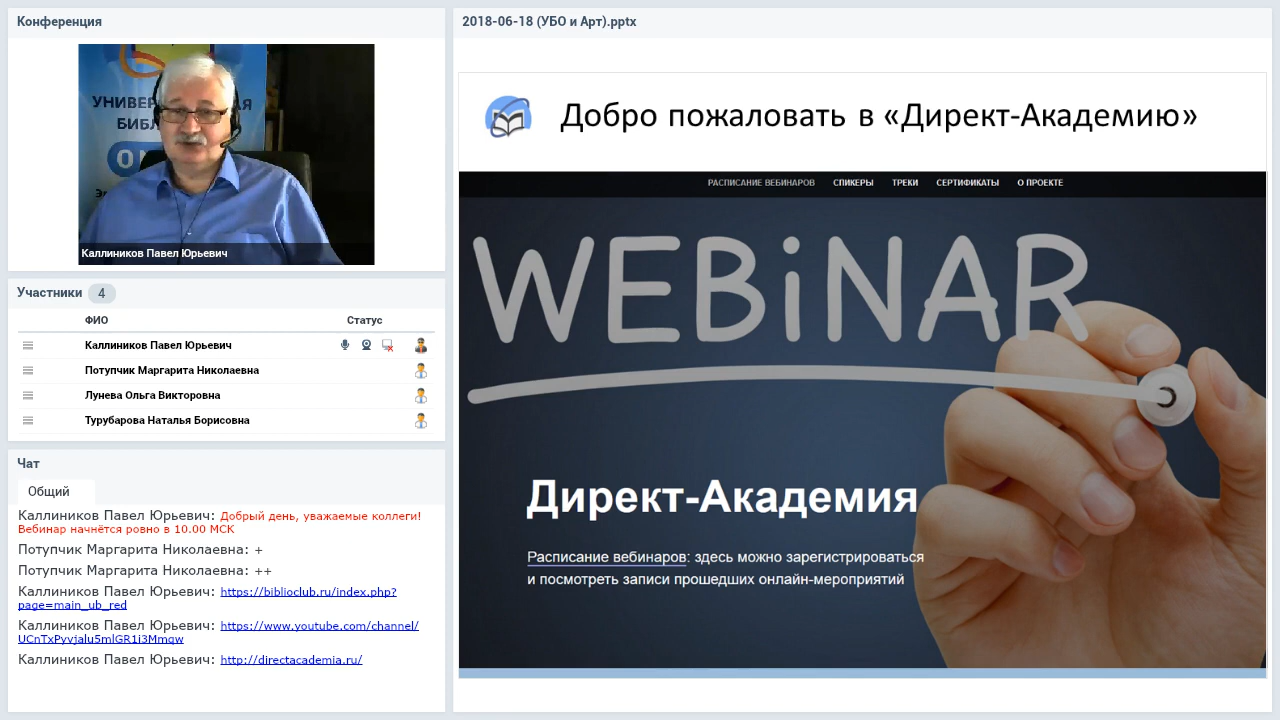 Конференция
УНИВЕР
АЯ
БИБЛ
Каллиников Павел Юрьевич
Участники 4
ФИО Статус
Каллиников Павел Юрьевич
Потупчик Маргарита Николаевна
Лунева Ольга Викторовна
Турубарова Наталья Борисовна
Чат
Общий
Каллиников Павел Юрьевич: Добрый день, уважаемые коллеги!
Вебинар начнётся ровно в 10.00 МСК
Потупчик Маргарита Николаевна: +
Потупчик Маргарита Николаевна: ++
Каллиников Павел Юрьевич: https://biblioclub.ru/index.php?
page=main_ub_red
Каллиников Павел Юрьевич: https://www.youtube.com/channel/
Каллиников Павел Юрьевич: http://directacademia.ru/
2018-06-18 (УБО и Арт).pptx
Добро пожаловать в «Директ-Академию»
РАСПИСАНИЕ ВЕБИНАРОВ СПИКЕРЫ ТРЕКИ СЕРТИФИКАТЫ О ПРОЕКТЕ
WEBiNAR
Директ-Академия
Расписание вебинаров: здесь можно зарегистрироваться
и посмотреть записи прошедших онлайн-мероприятий